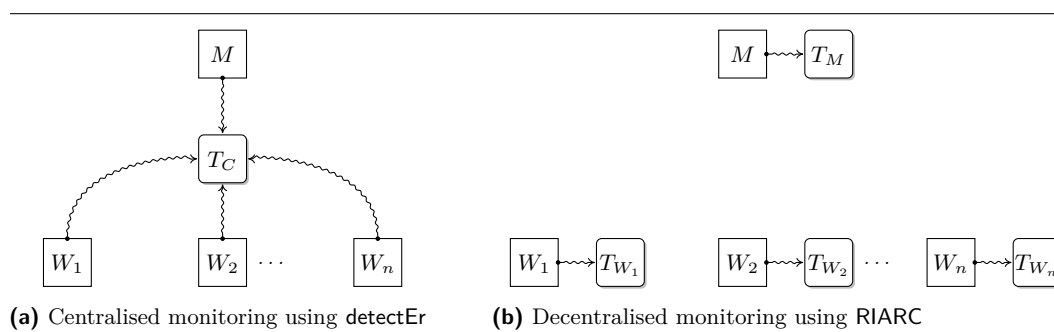 M M T_M
T_C
W_1 W_2 ⋯ W_n W_1 T_{W_1} W_2 T_{W_2} ⋯ W_n T_{W_n}
(a) Centralised monitoring using detectEr (b) Decentralised monitoring using RIARC